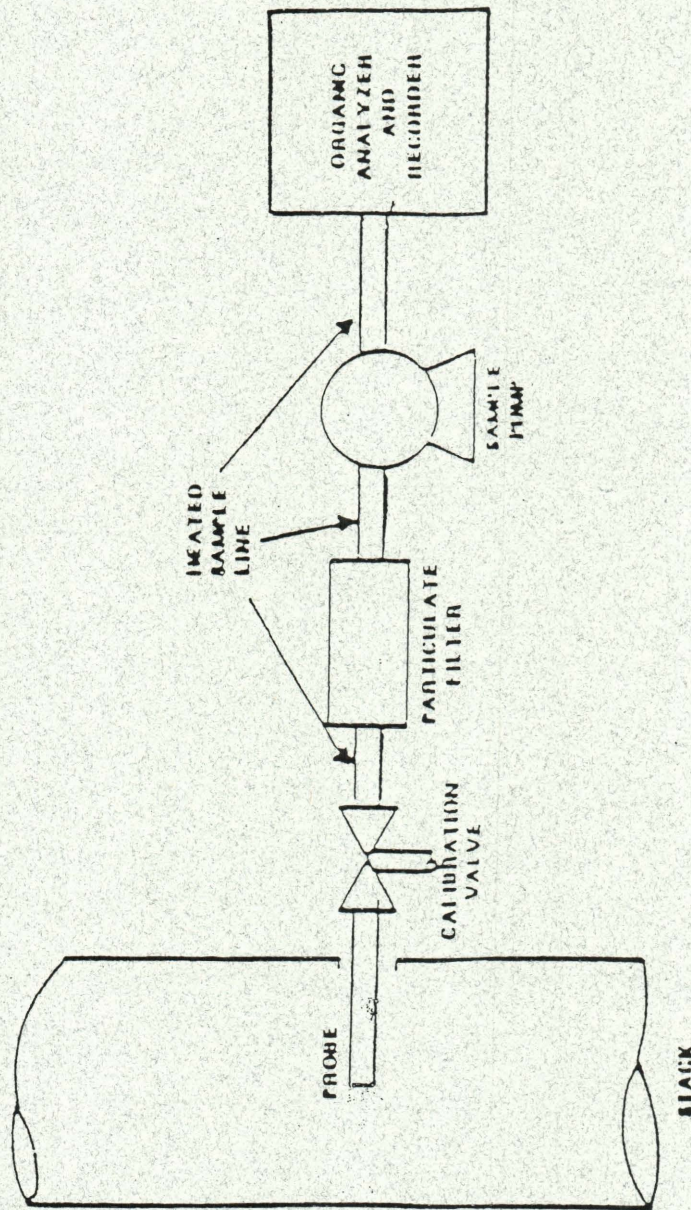 PROBE
STACK
CALIBRATION
VALVE
HEATED
SAMPLE
LINE
PARTICULATE
FILTER
SAMPLE
PUMP
ORGANIC
ANALYZER
AND
RECORDER